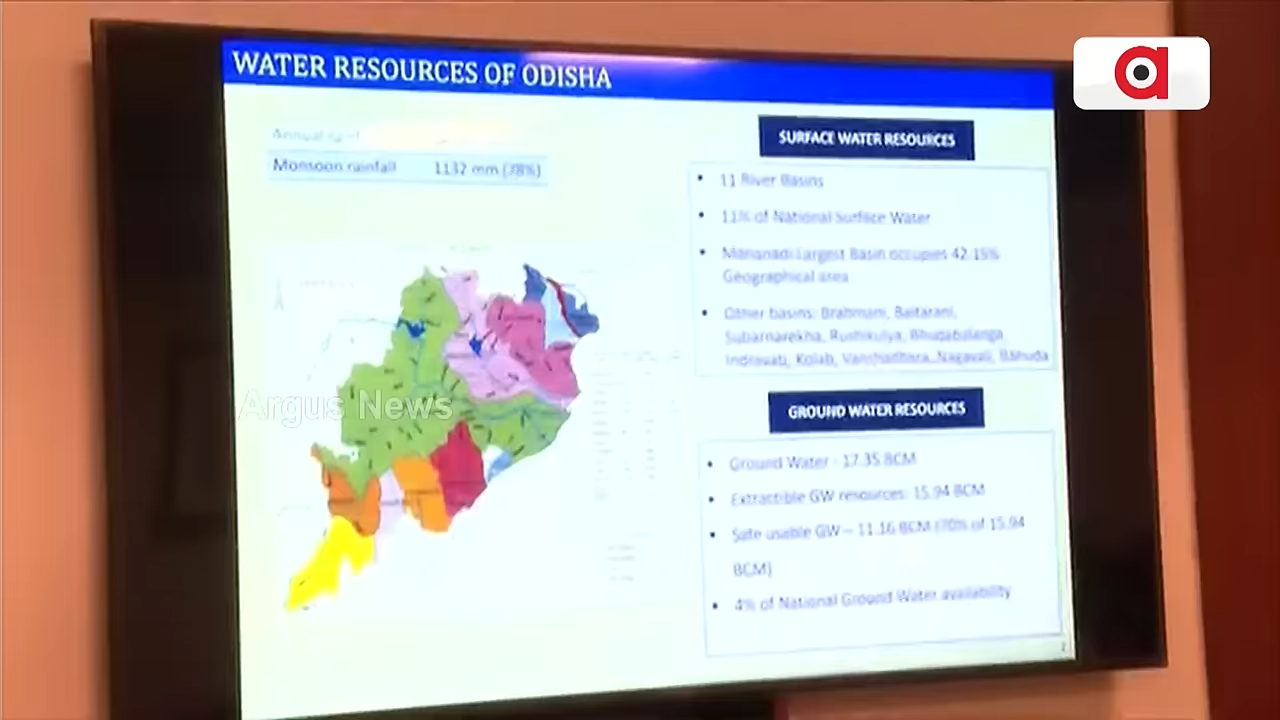 WATER RESOURCES OF ODISHA
Annual
Monsoon rainfall 1132 mm (78%)
SURFACE WATER RESOURCES
• 11 River Basins
• 11% of National Surface Water
• Mahanadi Largest Basin occupies 42.15%
Geographical area
• Other basins: Brahmani, Baitarani,
Subarnarekha, Rushikulya, Bhudabalanga
Indravati, Kolab, Vanshadhara, Nagavali, Bahuda
GROUND WATER RESOURCES
• Ground Water - 17.35 BCM
• Extractible GW resources: 15.94 BCM
• Safe usable GW – 11.16 BCM (70% of 15.94
BCM)
• 4% of National Ground Water availability
2
Argus News
a